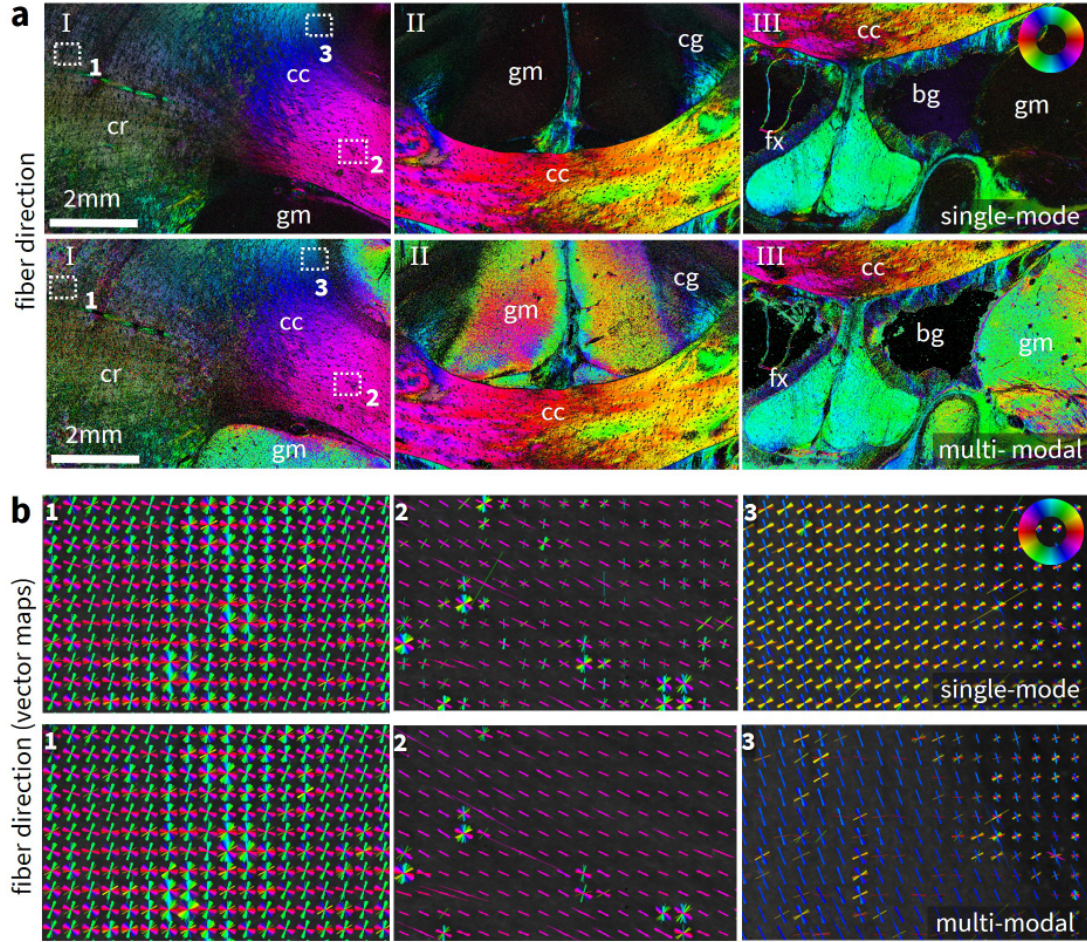 a
fiber direction
I
1
3
cc
cr
2
2mm
gm
II
gm
cg
cc
III
cc
bg
gm
fx
single-mode
I
1
3
cc
cr
2
2mm
gm
II
gm
cg
cc
III
cc
bg
gm
fx
multi- modal
b
fiber direction (vector maps)
1
2
3
single-mode
1
2
3
multi-modal